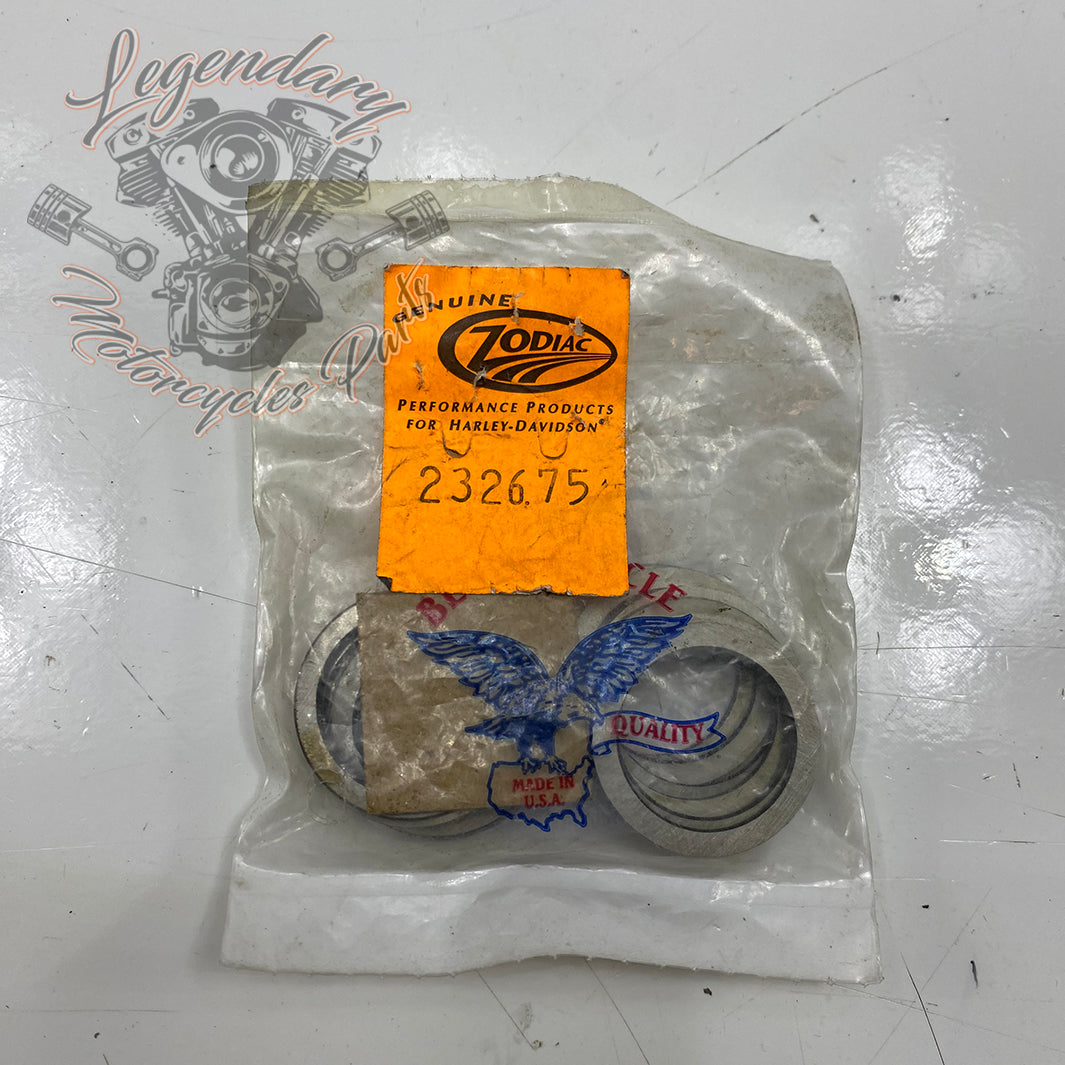 Legendary
Motorcycles Parts
GENUINE
ZODIAC
PERFORMANCE PRODUCTS
FOR HARLEY-DAVIDSON®
232675
QUALITY
MADE IN
U.S.A.